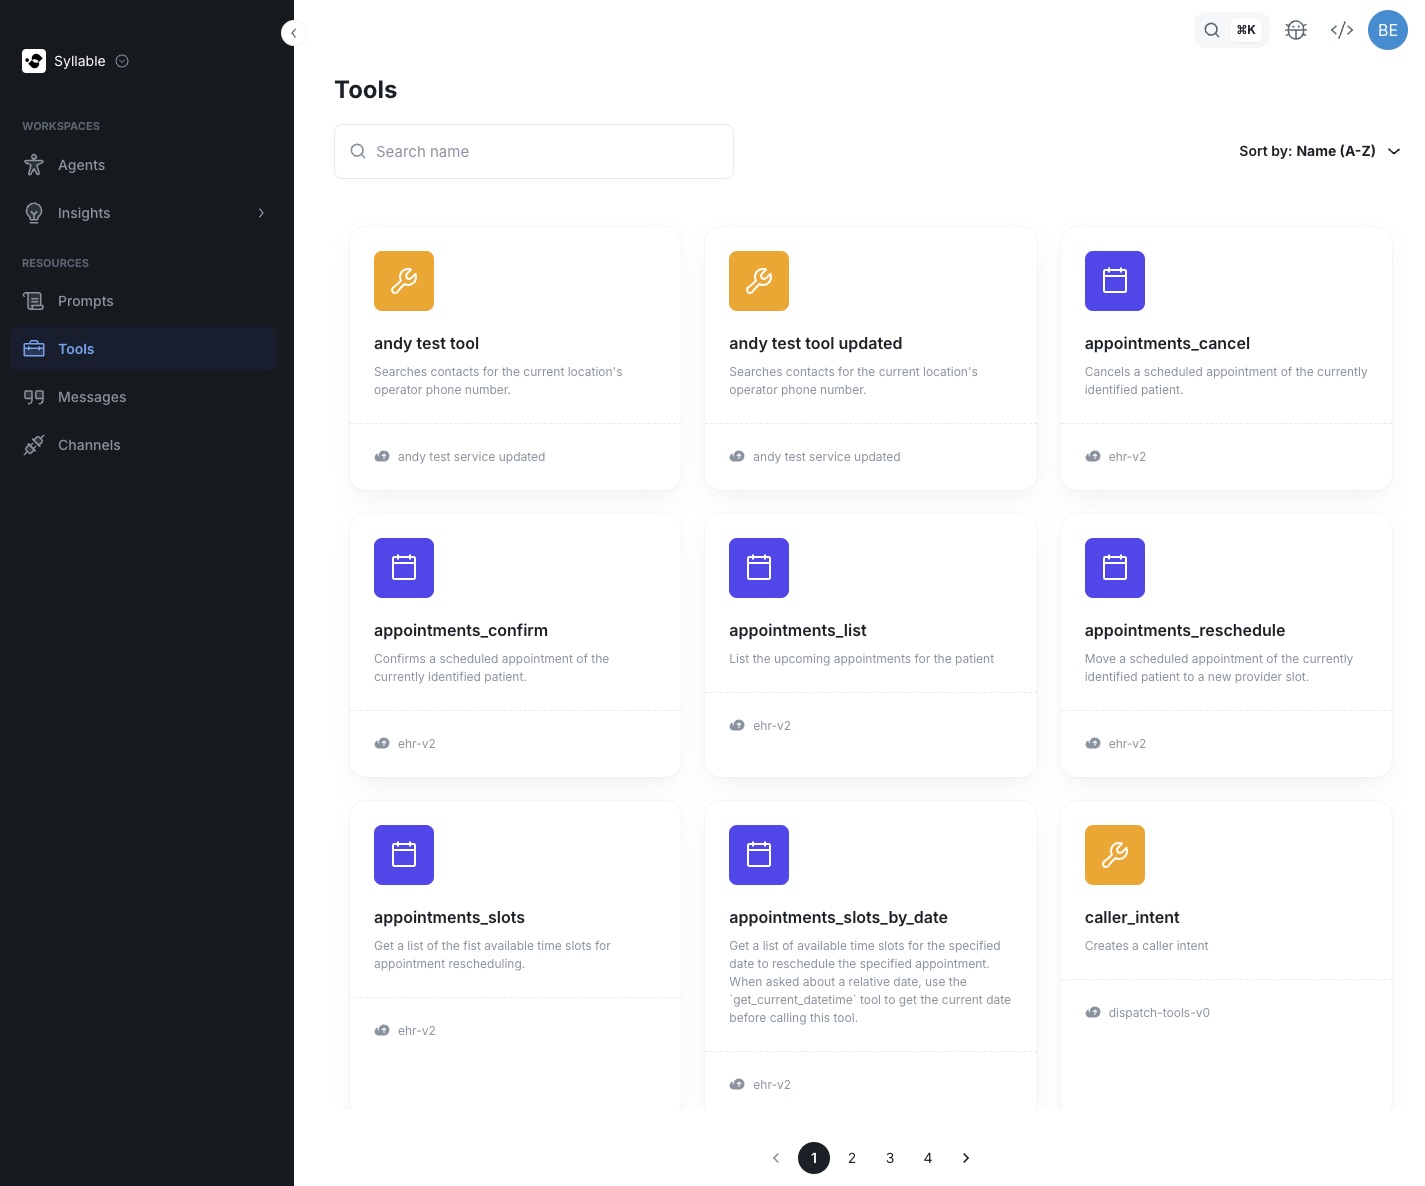 Syllable
WORKSPACES
Agents
Insights
RESOURCES
Prompts
Tools
Messages
Channels
⌘K
BE
Tools
Search name
Sort by: Name (A-Z)
andy test tool
Searches contacts for the current location's
operator phone number.
andy test service updated
andy test tool updated
Searches contacts for the current location's
operator phone number.
andy test service updated
appointments_cancel
Cancels a scheduled appointment of the currently
identified patient.
ehr-v2
appointments_confirm
Confirms a scheduled appointment of the
currently identified patient.
ehr-v2
appointments_list
List the upcoming appointments for the patient
ehr-v2
appointments_reschedule
Move a scheduled appointment of the currently
identified patient to a new provider slot.
ehr-v2
appointments_slots
Get a list of the fist available time slots for
appointment rescheduling.
ehr-v2
appointments_slots_by_date
Get a list of available time slots for the specified
date to reschedule the specified appointment.
When asked about a relative date, use the
`get_current_datetime` tool to get the current date
before calling this tool.
ehr-v2
caller_intent
Creates a caller intent
dispatch-tools-v0
1 2 3 4